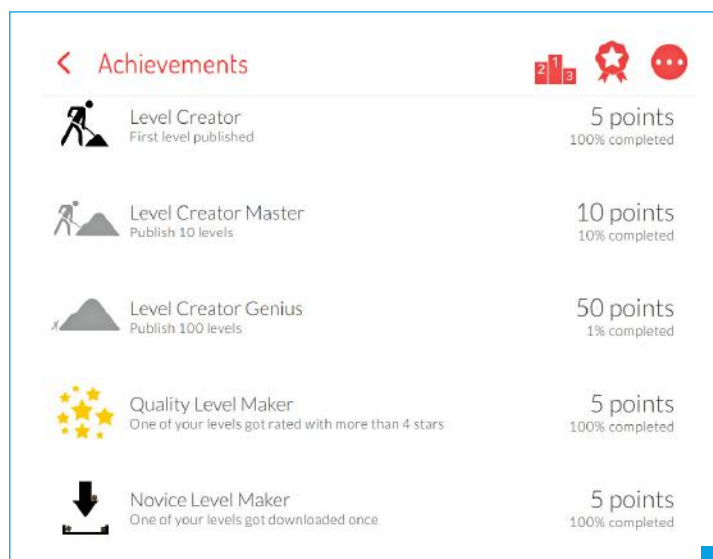 Achievements
2 1 3
Level Creator
First level published
5 points
100% completed
Level Creator Master
Publish 10 levels
10 points
10% completed
Level Creator Genius
Publish 100 levels
50 points
1% completed
Quality Level Maker
One of your levels got rated with more than 4 stars
5 points
100% completed
Novice Level Maker
One of your levels got downloaded once
5 points
100% completed